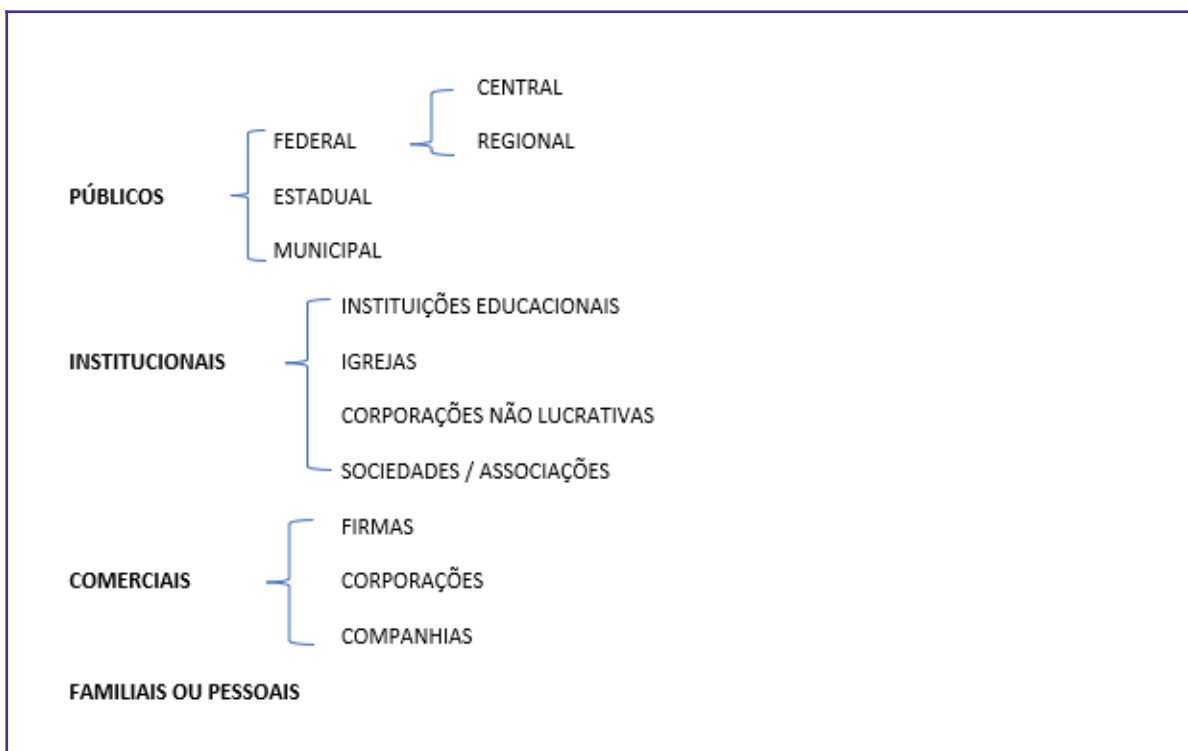 CENTRAL
FEDERAL
REGIONAL
PÚBLICOS
ESTADUAL
MUNICIPAL
INSTITUIÇÕES EDUCACIONAIS
INSTITUCIONAIS
IGREJAS
CORPORAÇÕES NÃO LUCRATIVAS
SOCIEDADES / ASSOCIAÇÕES
FIRMAS
COMERCIAIS
CORPORAÇÕES
COMPANHIAS
FAMILIAIS OU PESSOAIS